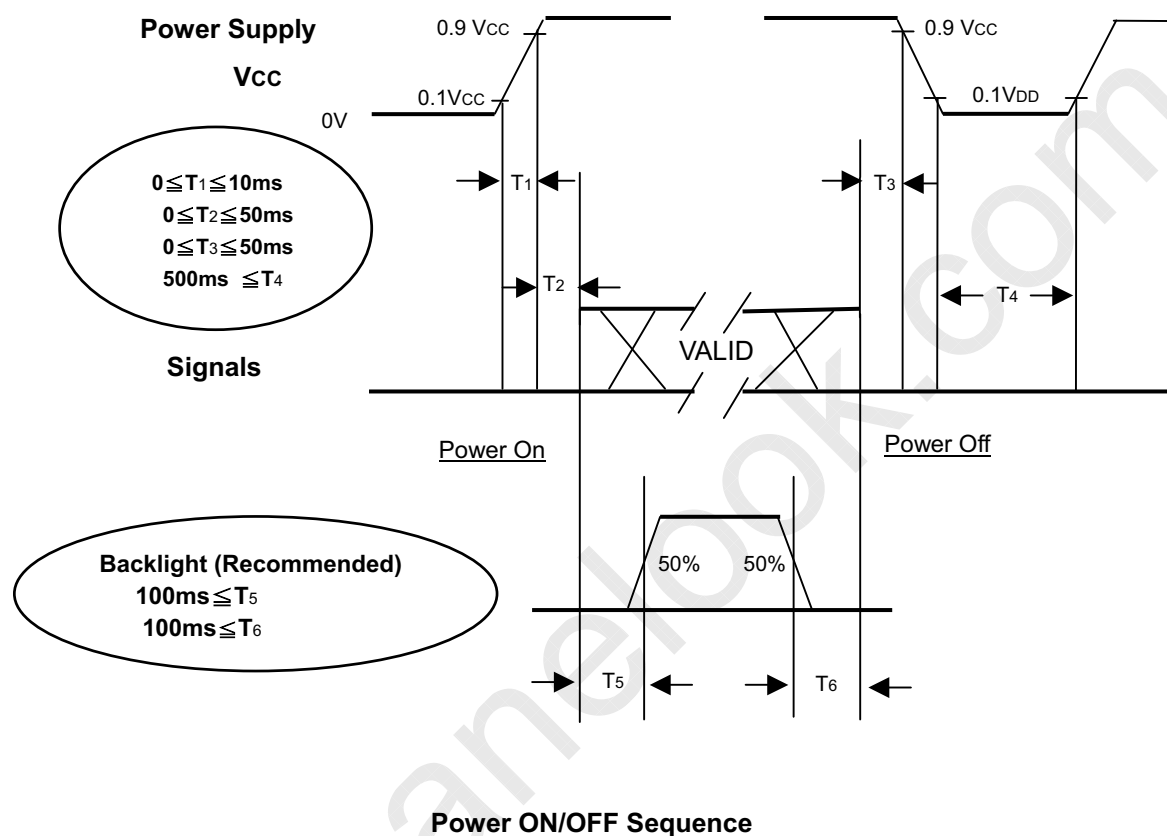 Power Supply
VCC
0.9 VCC
0.1VCC
0V
0.9 VCC
0.1VDD
0≦T1≦10ms
0≦T2≦50ms
0≦T3≦50ms
500ms ≦T4
T1
T3
T2
T4
Signals
VALID
Power On
Power Off
Backlight (Recommended)
100ms≦T5
100ms≦T6
50%
50%
T5
T6
Power ON/OFF Sequence
anelook.com